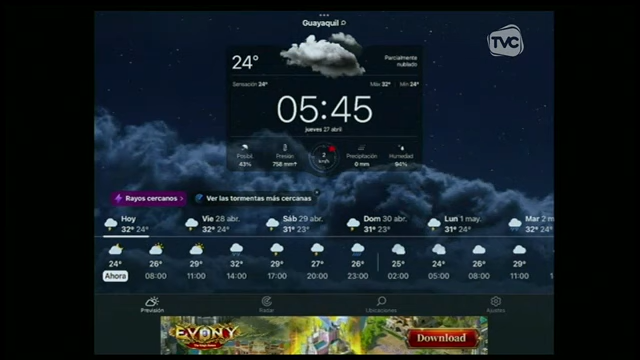 Guayaquil
TVC
24°
Parcialmente
nublado
Sensación 24°
Máx 32° Mín 24°
05:45
jueves 27 abril
2
km/h
Presión
Precipitación
Humedad
43%
0 mm
94%
Rayos cercanos
Ver las tormentas más cercanas
Hoy
Vie 28 abr.
Sáb 29 abr.
Dom 30 abr.
Lun 1 may.
Mar 2 m
32° 24°
32° 24°
31° 23°
31° 23°
31° 24°
32° 24
24° 26° 29° 32° 29° 27° 26° 25° 24° 26° 29°
Ahora 08:00 11:00 14:00 17:00 20:00 23:00 02:00 05:00 08:00 11:00
Previsión
Radar
Ubicaciones
Ajustes
EVONY
Download